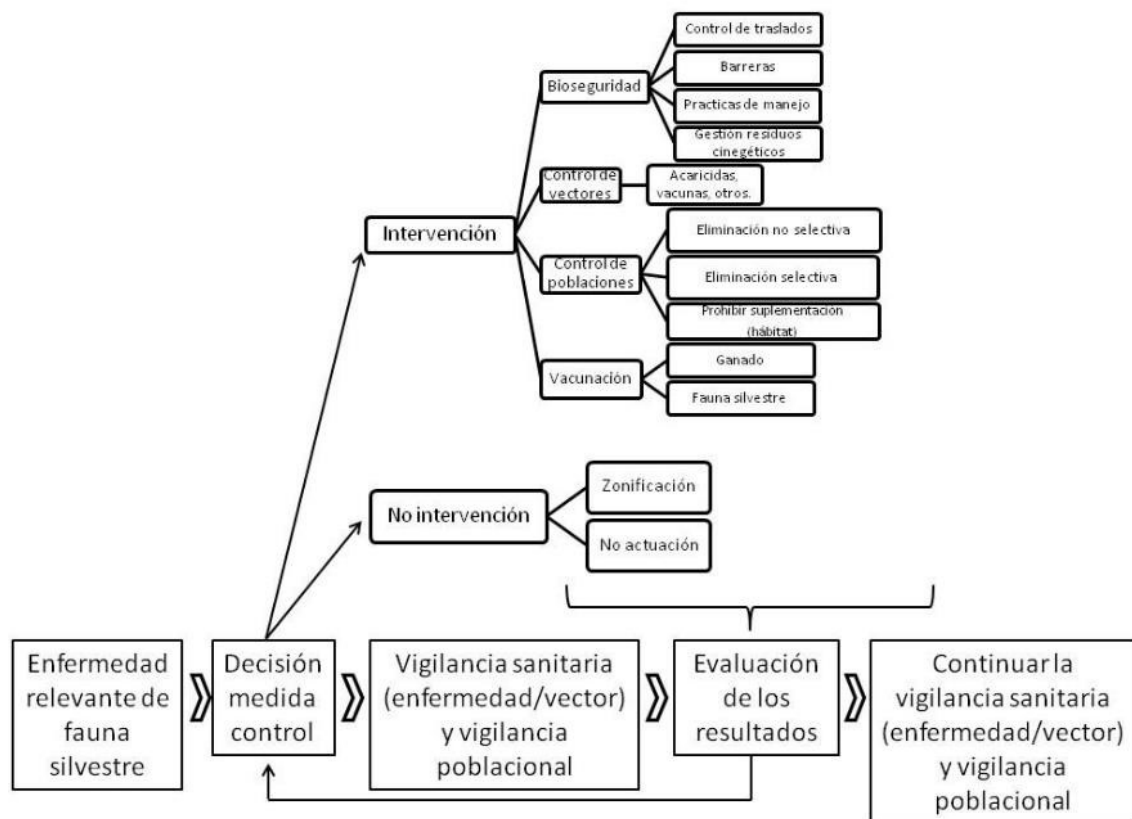 Control de traslados
Barreras
Bioseguridad
Practicas de manejo
Gestión residuos
cinegéticos
Control de
vectores
Acaricidas,
vacunas, otros.
Intervención
Eliminación no selectiva
Control de
poblaciones
Eliminación selectiva
Prohibir suplementación
(hábitat)
Vacunación
Ganado
Fauna silvestre
No intervención
Zonificación
No actuación
Enfermedad
relevante de
fauna
silvestre
Decisión
medida
control
Vigilancia sanitaria
(enfermedad/vector)
y vigilancia
poblacional
Evaluación
de los
resultados
Continuar la
vigilancia sanitaria
(enfermedad/vector)
y vigilancia
poblacional